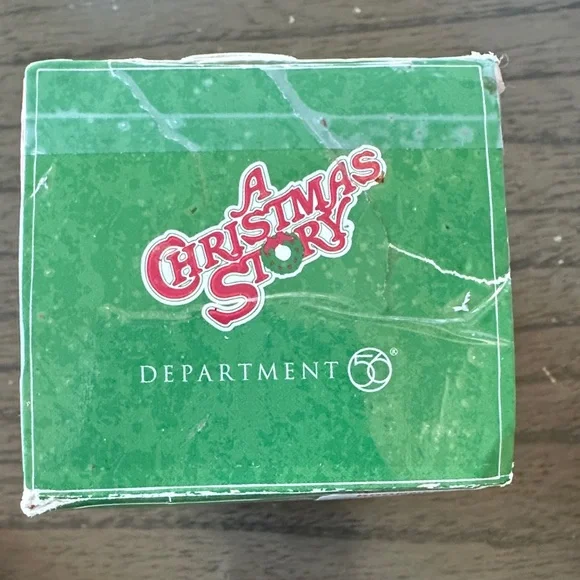 A
CHRISTMAS
STORY
DEPARTMENT 56®